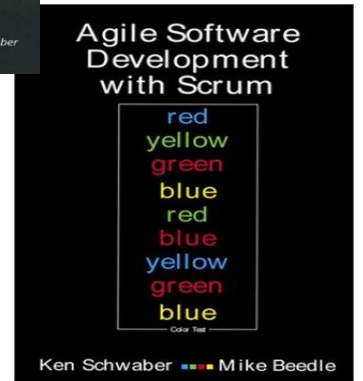 ber
Agile Software
Development
with Scrum
red
yellow
green
blue
red
blue
yellow
green
blue
Color Test
Ken Schwaber Mike Beedle